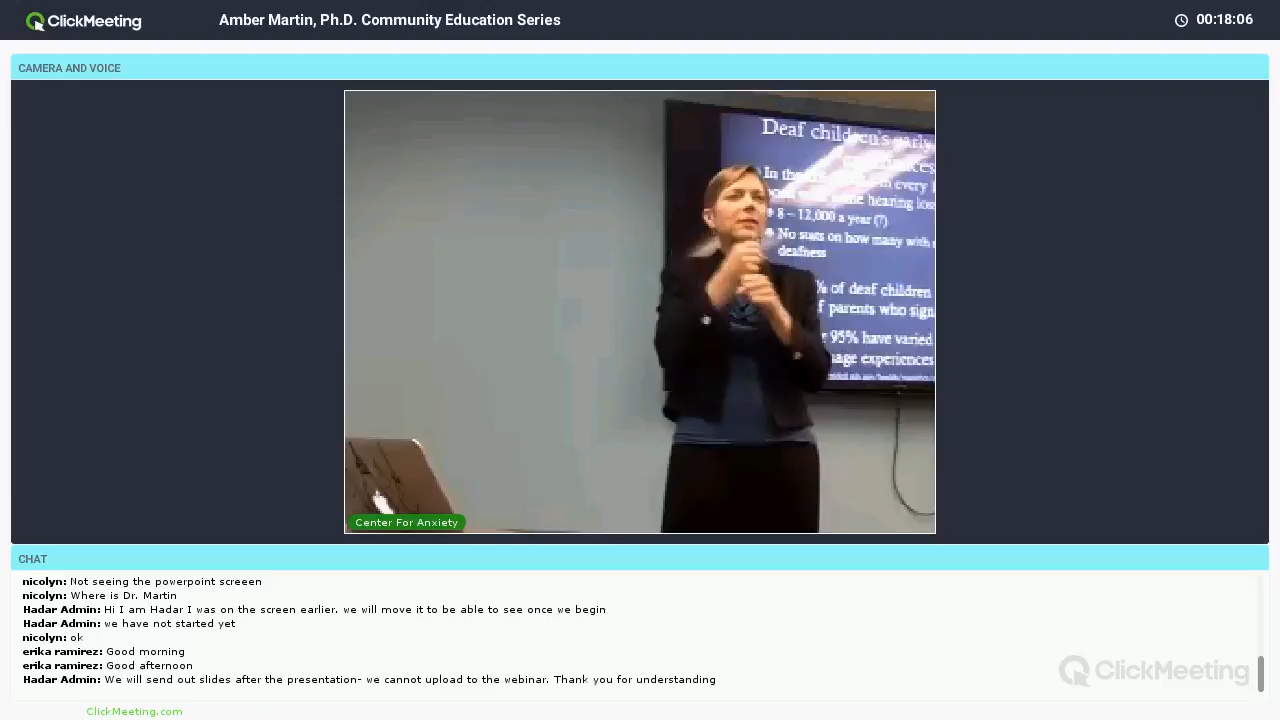 ClickMeeting
Amber Martin, Ph.D. Community Education Series
00:18:06
CAMERA AND VOICE
Deaf children's early
In the
in every
hearing los
8 – 12,000 a year (?)
No stats on how many with
deafness
% of deaf children
parents who sign
95% have varied
experiences
Center For Anxiety
CHAT
nicolyn: Not seeing the powerpoint screeen
nicolyn: Where is Dr. Martin
Hadar Admin: Hi I am Hadar I was on the screen earlier. we will move it to be able to see once we begin
Hadar Admin: we have not started yet
nicolyn: ok
erika ramirez: Good morning
erika ramirez: Good afternoon
Hadar Admin: We will send out slides after the presentation- we cannot upload to the webinar. Thank you for understanding
ClickMeeting
ClickMeeting.com